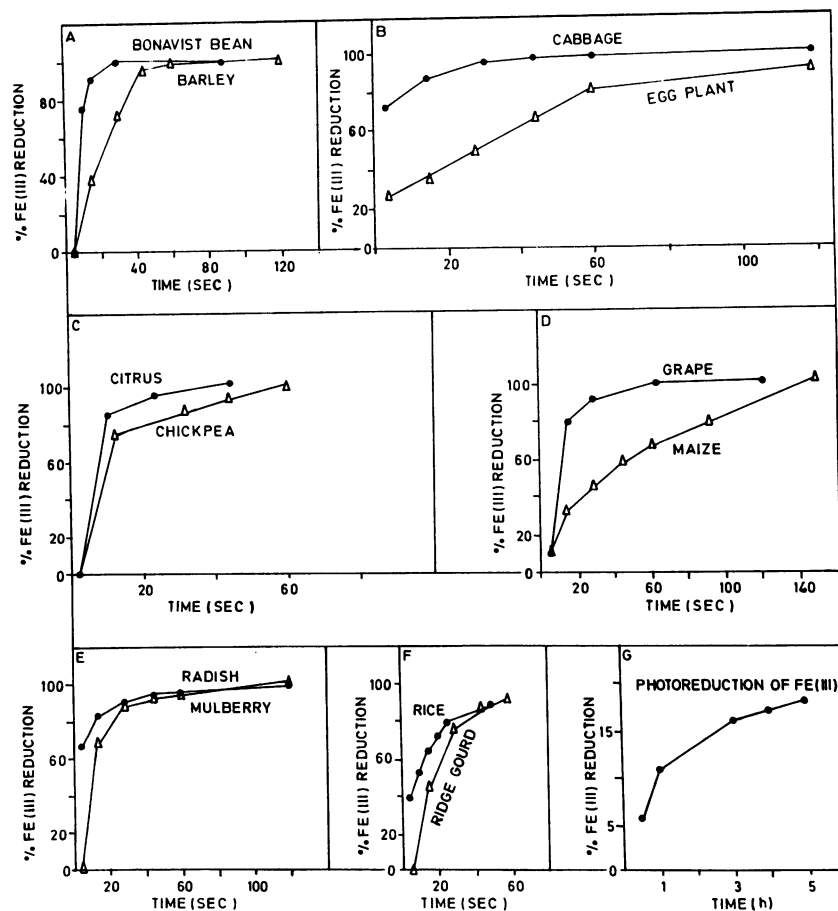 A
BONAVIST BEAN
BARLEY
% FE(III) REDUCTION
80
40
0
40 80 120
TIME (SEC)
B
CABBAGE
EGG PLANT
% FE(III) REDUCTION
100
60
20
0
20 60 100
TIME (SEC)
C
CITRUS
CHICKPEA
% FE(III) REDUCTION
100
60
20
0
20 60
TIME (SEC)
D
GRAPE
MAIZE
% FE(III) REDUCTION
100
60
20
0
20 60 100 140
TIME (SEC)
E
RADISH
MULBERRY
% FE(III) REDUCTION
100
60
0
20 60 100
TIME (SEC)
F
RICE
RIDGE GOURD
% FE(III) REDUCTION
100
60
20
0
20 60
TIME (SEC)
G
PHOTOREDUCTION OF FE(III)
% FE(III) REDUCTION
15
5
0
1 3 5
TIME (h)